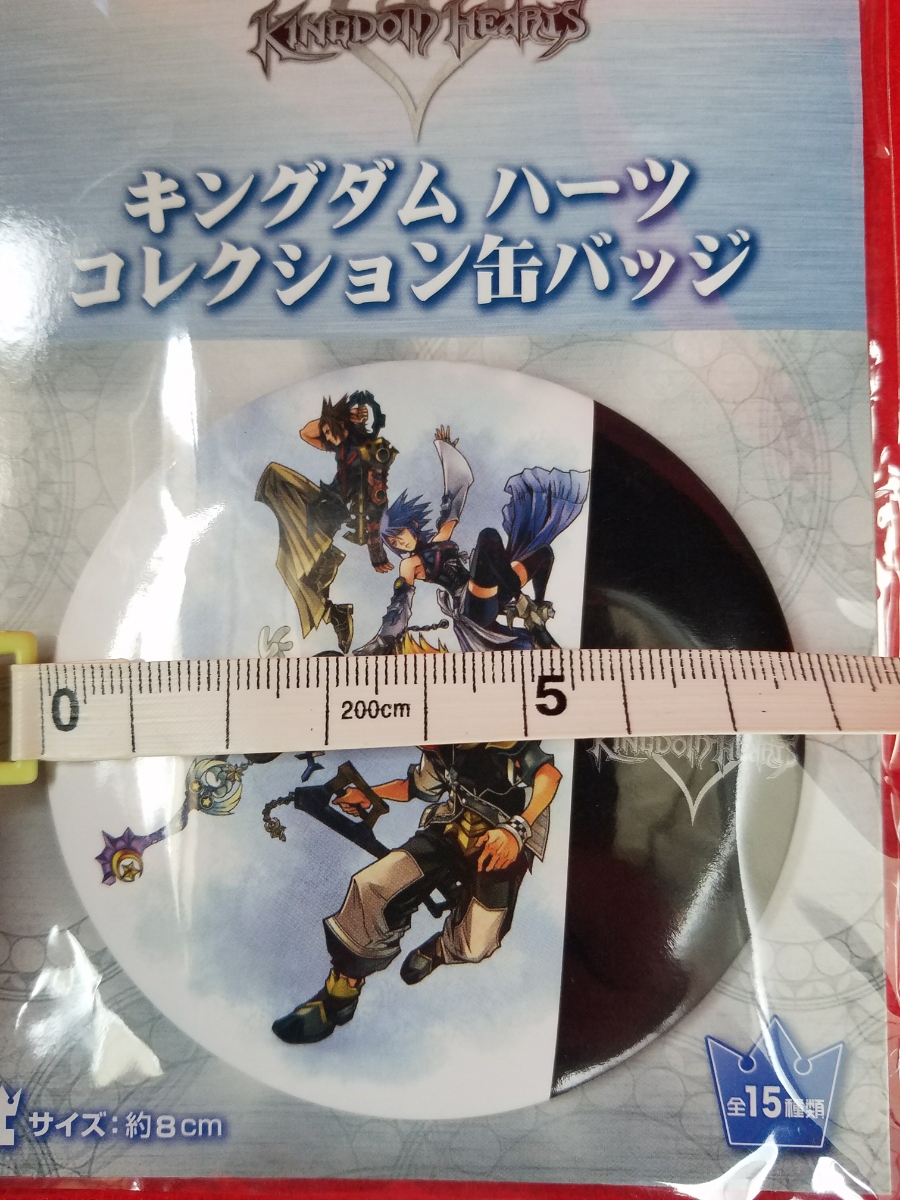 KINGDOM HEARTS
キングダム ハーツ
コレクション缶バッジ
0 200cm 5
KINGDOM HEARTS
全15種類
サイズ：約8cm